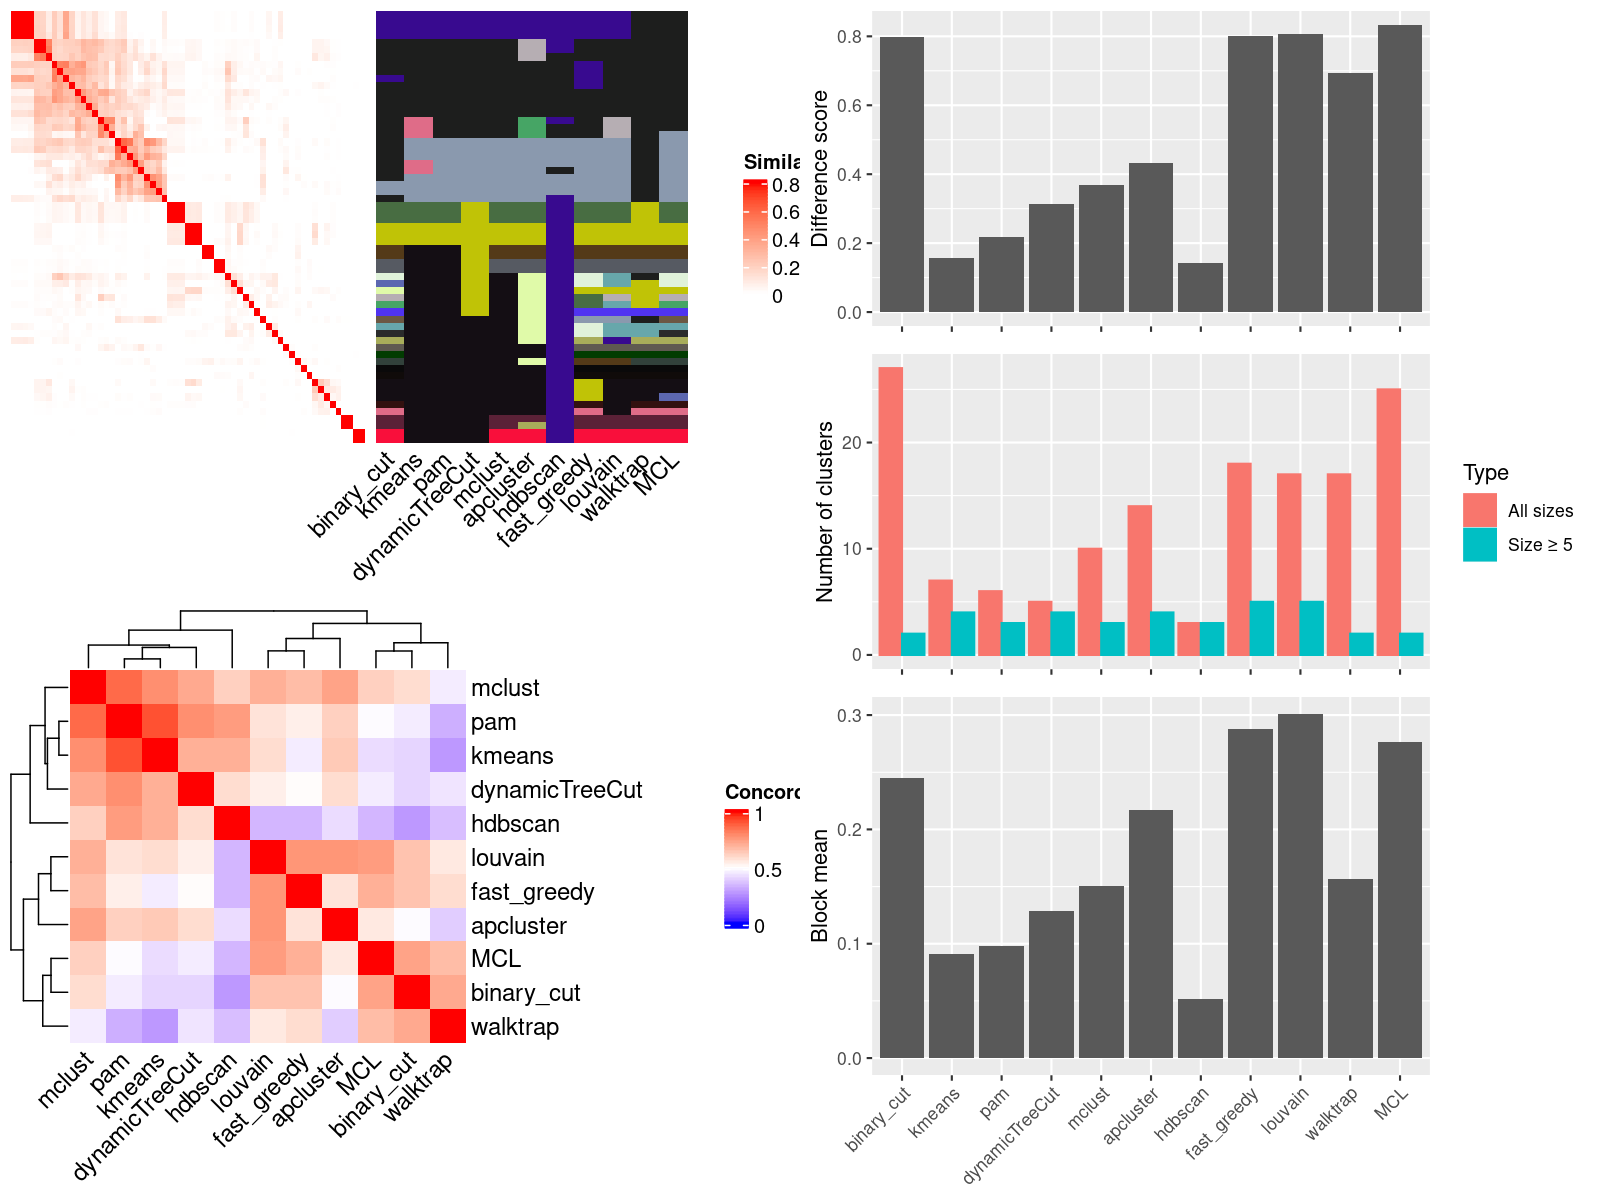 Simila
0.8
0.6
0.4
0.2
0
binary_cut
kmeans
pam
dynamicTreeCut
mclust
apcluster
hdbscan
fast_greedy
louvain
walktrap
MCL
mclust
pam
kmeans
dynamicTreeCut
hdbscan
louvain
fast_greedy
apcluster
MCL
binary_cut
walktrap
mclust
pam
kmeans
dynamicTreeCut
hdbscan
louvain
fast_greedy
apcluster
MCL
binary_cut
walktrap
Concord
1
0.5
0
Difference score
0.8
0.6
0.4
0.2
0.0
Number of clusters
20
10
0
Type
All sizes
Size ≥ 5
Block mean
0.3
0.2
0.1
0.0
binary_cut
kmeans
pam
dynamicTreeCut
mclust
apcluster
hdbscan
fast_greedy
louvain
walktrap
MCL